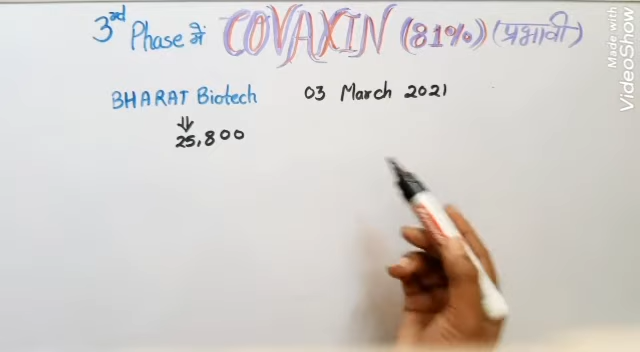 3rd Phase में COVAXIN (81%) (प्रभावी)
BHARAT Biotech 03 March 2021
⇓
25,800
Made with
VideoShow